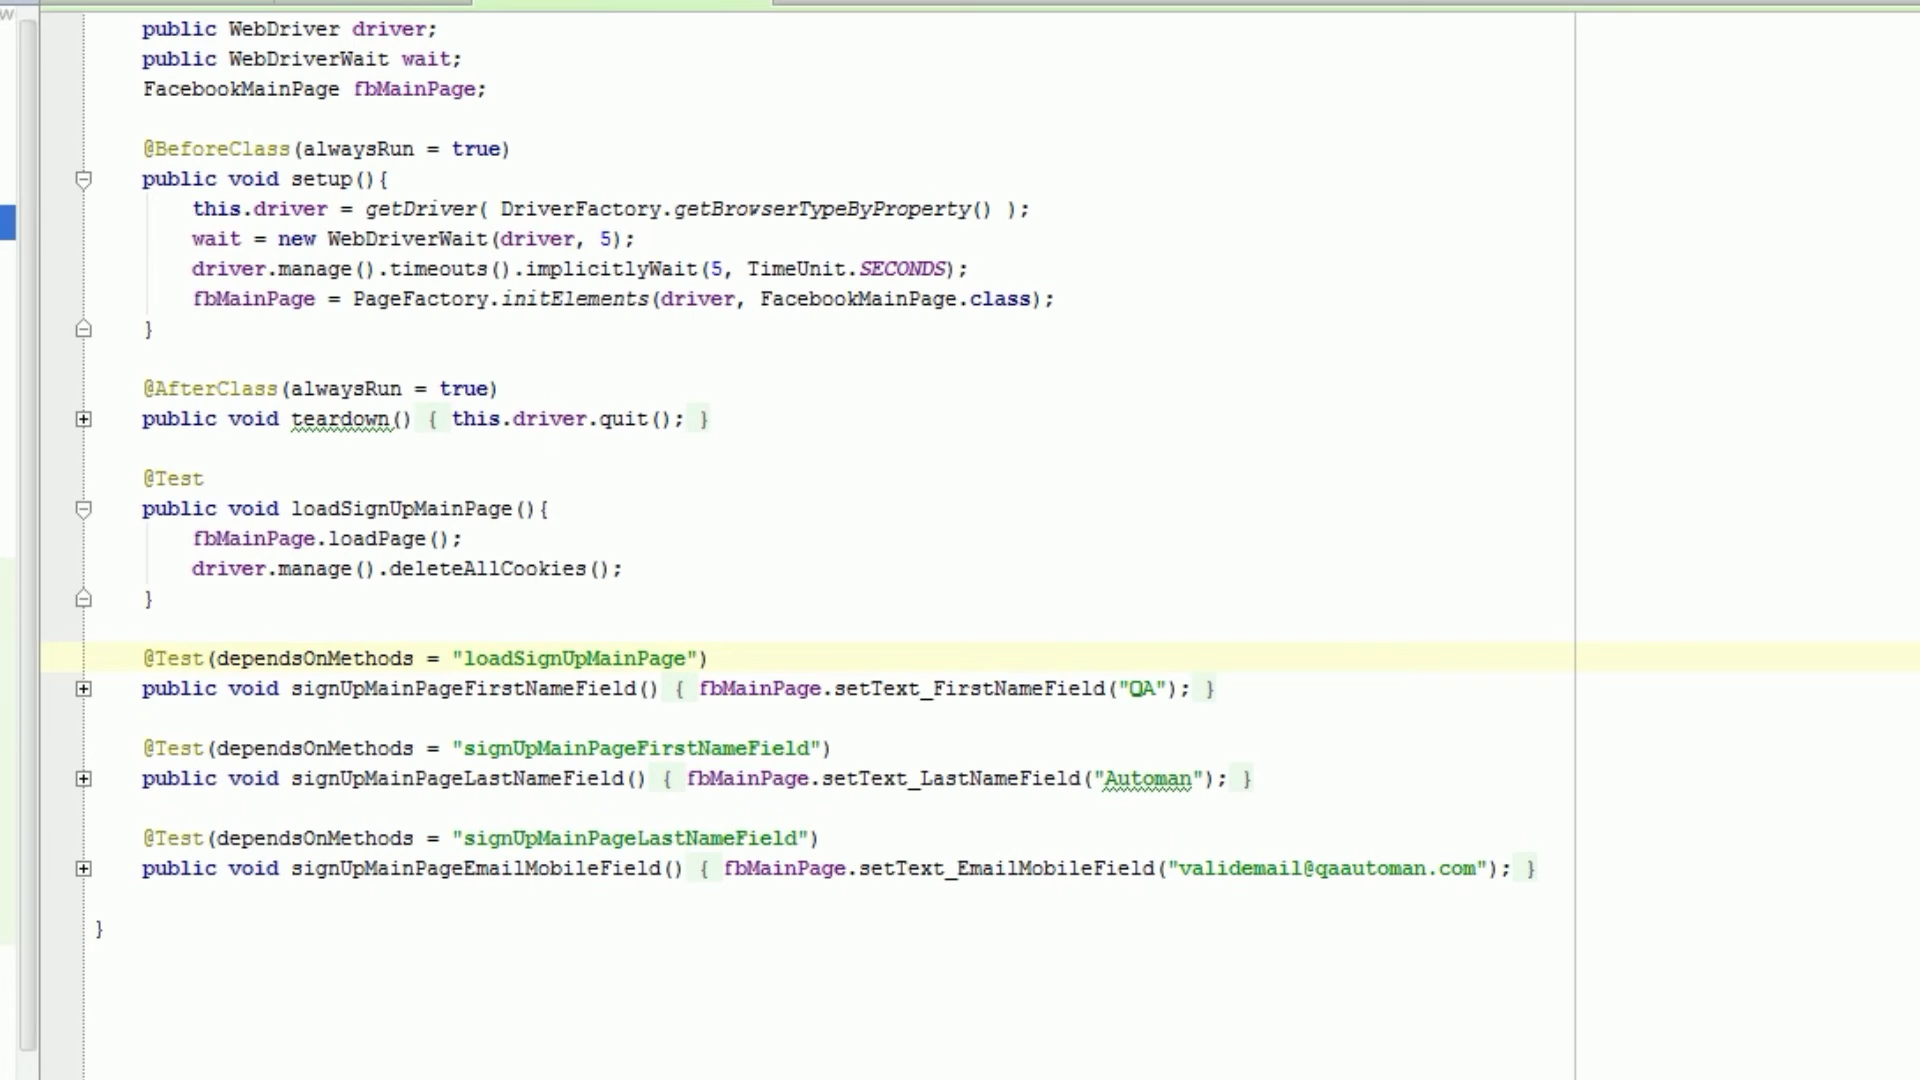 w
public WebDriver driver;
public WebDriverWait wait;
FacebookMainPage fbMainPage;
@BeforeClass(alwaysRun = true)
public void setup(){
this.driver = getDriver( DriverFactory.getBrowserTypeByProperty() );
wait = new WebDriverWait(driver, 5);
driver.manage().timeouts().implicitlyWait(5, TimeUnit.SECONDS);
fbMainPage = PageFactory.initElements(driver, FacebookMainPage.class);
}
@AfterClass(alwaysRun = true)
public void teardown() { this.driver.quit(); }
@Test
public void loadSignUpMainPage(){
fbMainPage.loadPage();
driver.manage().deleteAllCookies();
}
@Test(dependsOnMethods = "loadSignUpMainPage")
public void signUpMainPageFirstNameField() { fbMainPage.setText_FirstNameField("QA"); }
@Test(dependsOnMethods = "signUpMainPageFirstNameField")
public void signUpMainPageLastNameField() { fbMainPage.setText_LastNameField("Automan"); }
@Test(dependsOnMethods = "signUpMainPageLastNameField")
public void signUpMainPageEmailMobileField() { fbMainPage.setText_EmailMobileField("validemail@qaautoman.com"); }
}